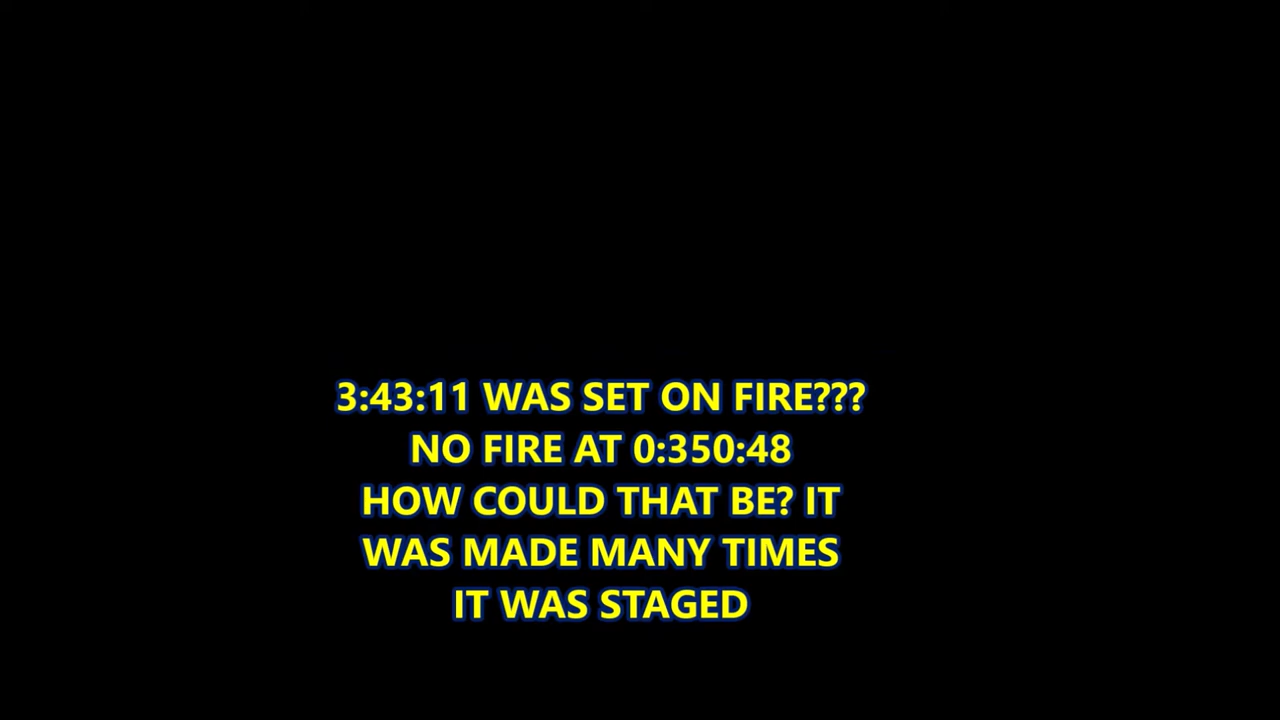 3:43:11 WAS SET ON FIRE???
NO FIRE AT 0:350:48
HOW COULD THAT BE? IT
WAS MADE MANY TIMES
IT WAS STAGED